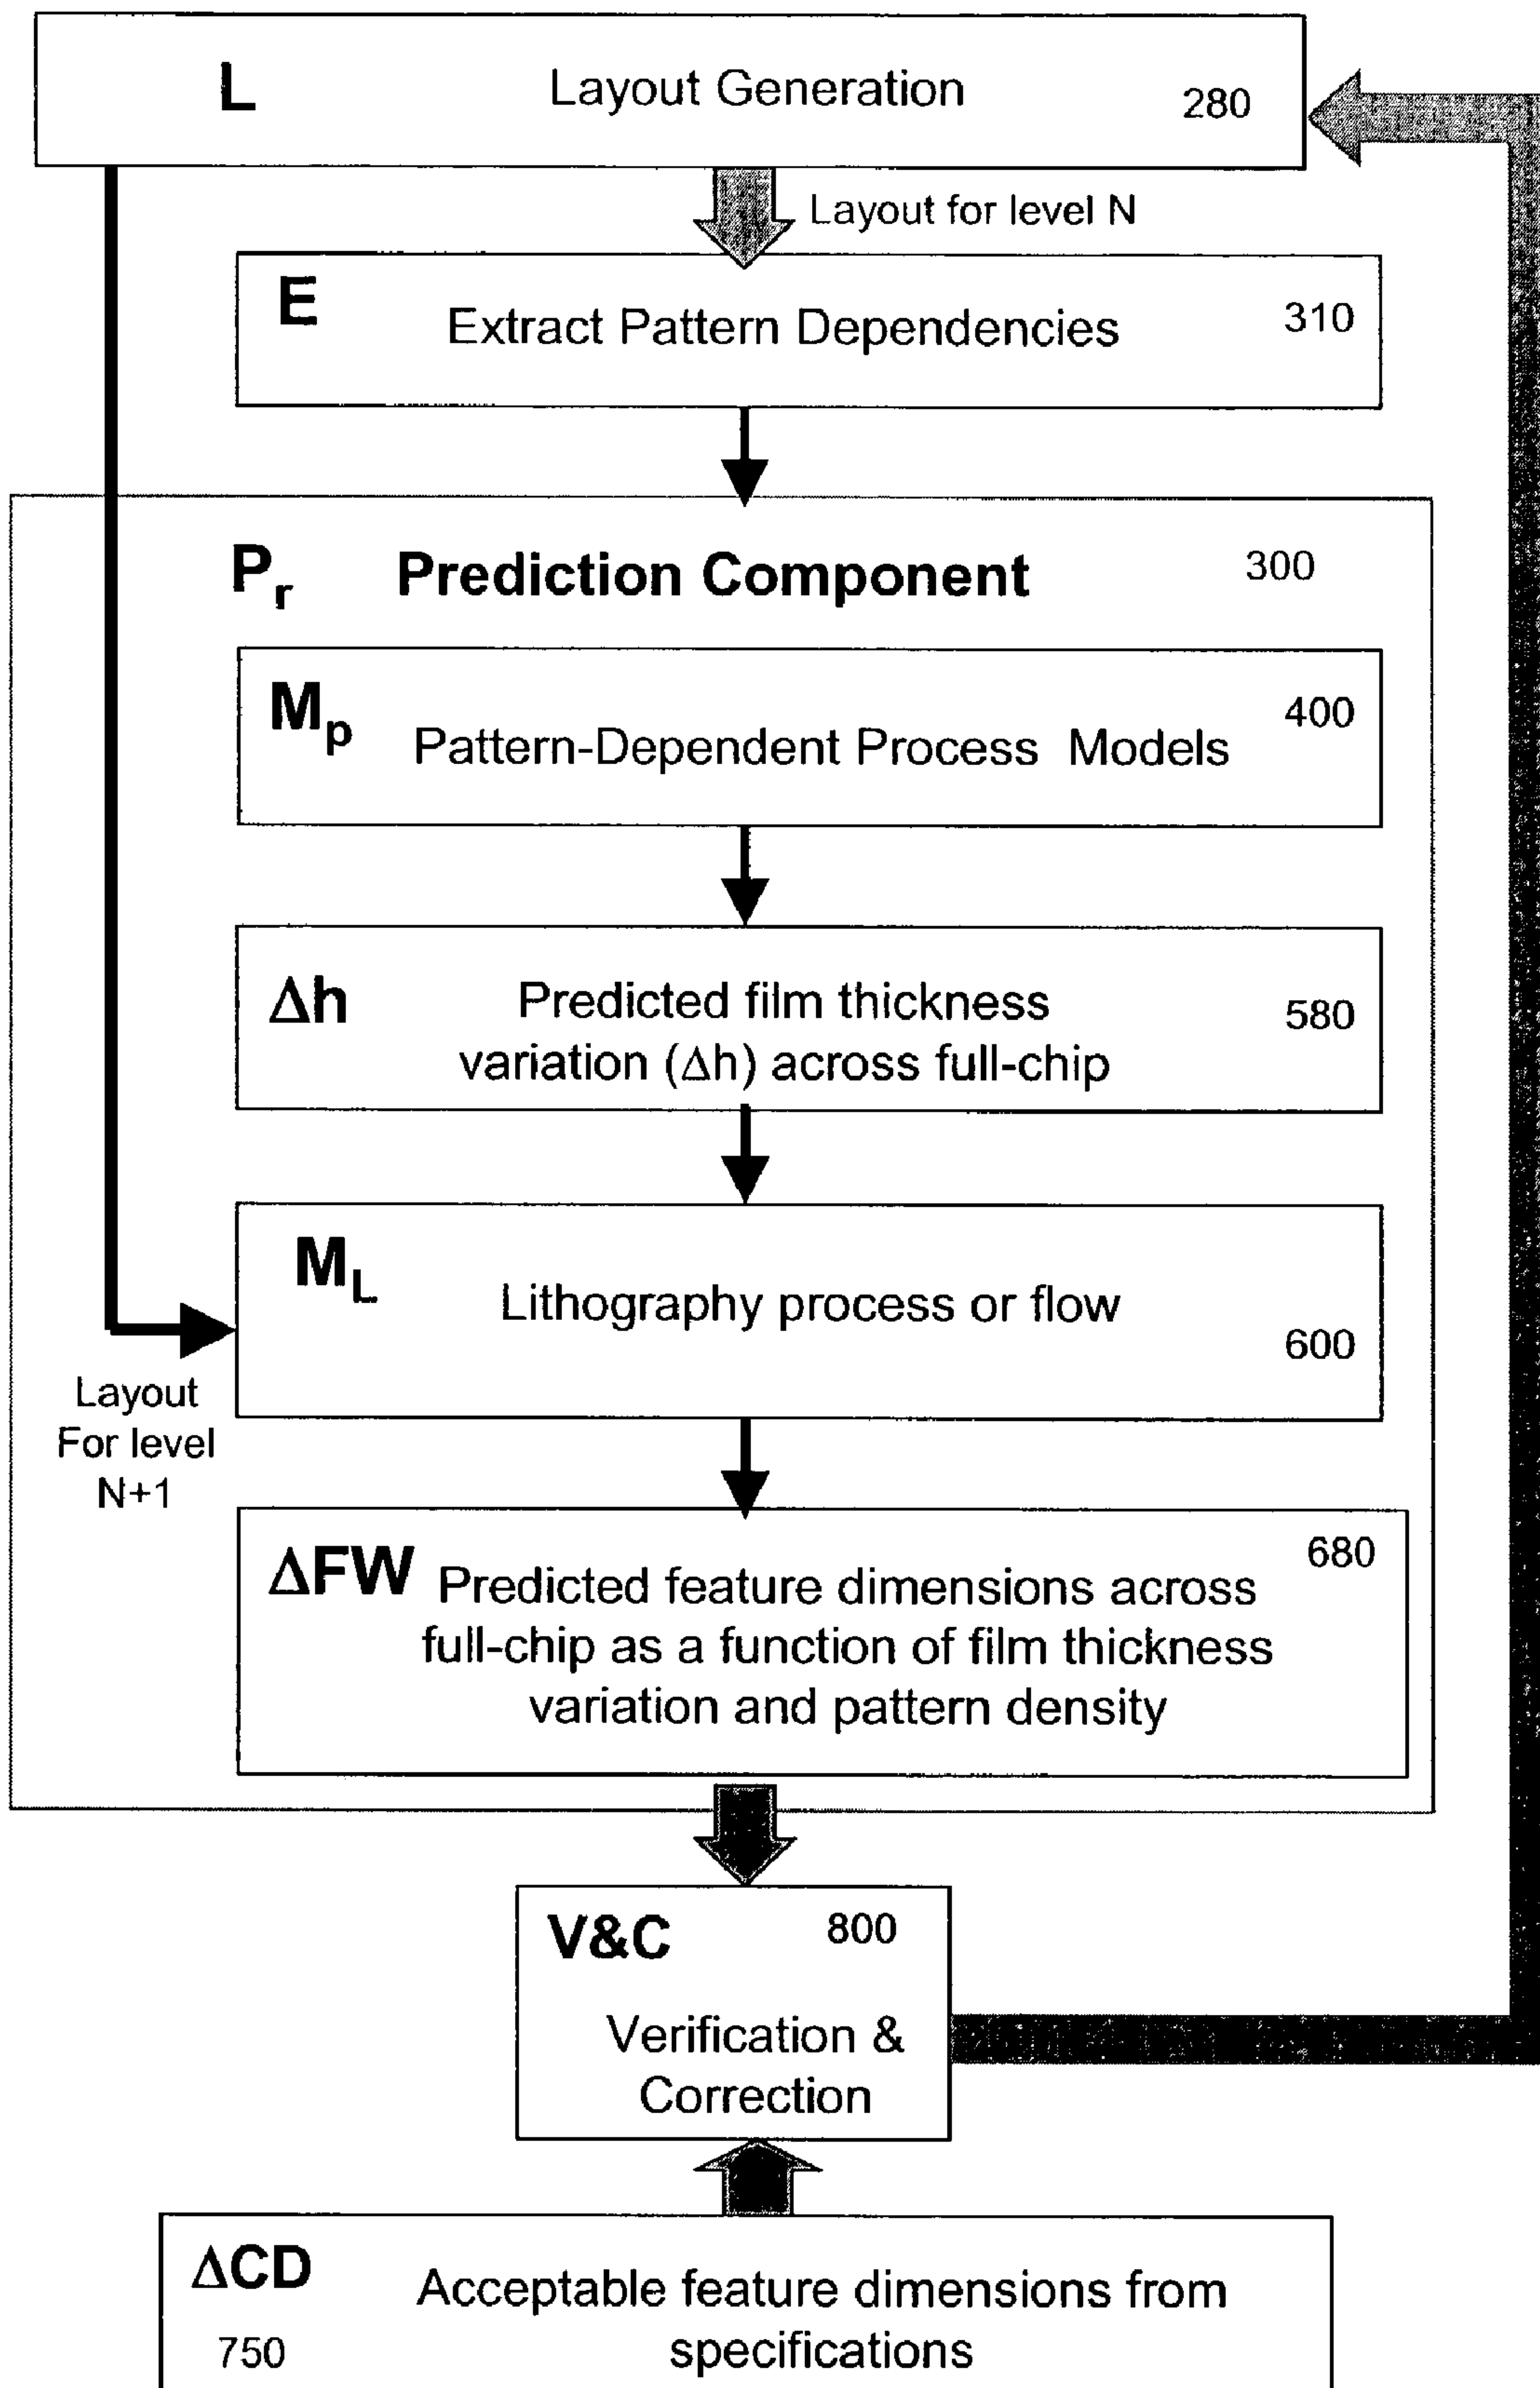 L Layout Generation 280
Layout for level N
E Extract Pattern Dependencies 310
Pr Prediction Component 300
Mp Pattern-Dependent Process Models 400
Δh Predicted film thickness 580
variation (Δh) across full-chip
ML Lithography process or flow 600
Layout
For level
N+1
ΔFW Predicted feature dimensions across 680
full-chip as a function of film thickness
variation and pattern density
V&C 800
Verification &
Correction
ΔCD Acceptable feature dimensions from
750 specifications